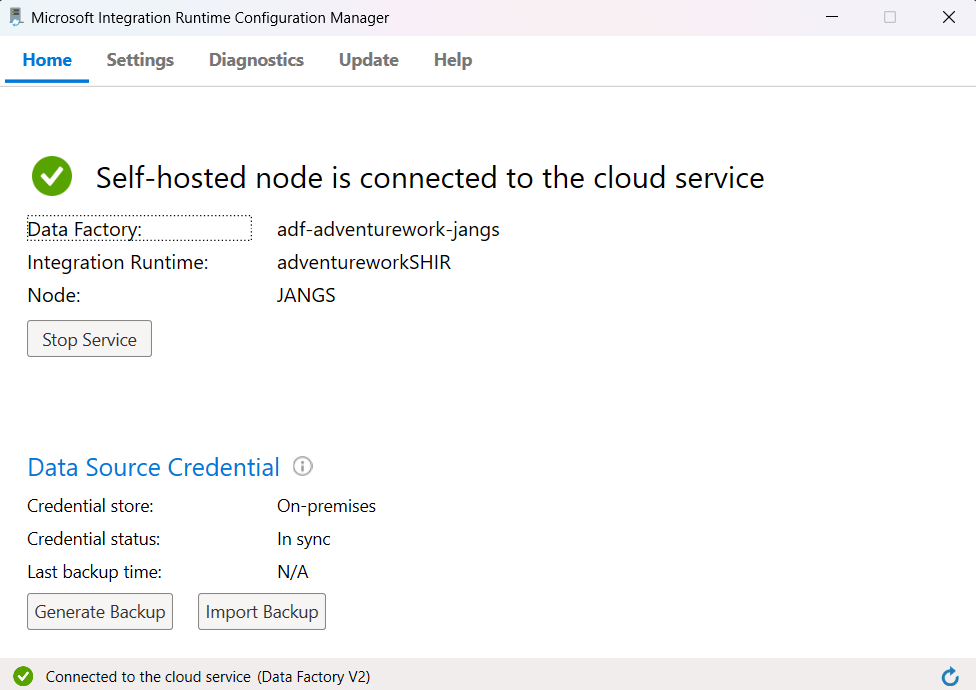 Microsoft Integration Runtime Configuration Manager
Home Settings Diagnostics Update Help
Self-hosted node is connected to the cloud service
Data Factory: adf-adventurework-jangs
Integration Runtime: adventureworkSHIR
Node: JANGS
Stop Service
Data Source Credential
Credential store: On-premises
Credential status: In sync
Last backup time: N/A
Generate Backup Import Backup
Connected to the cloud service (Data Factory V2)